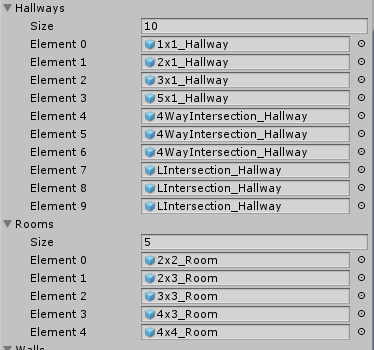 Hallways
Size 10
Element 0 1x1_Hallway
Element 1 2x1_Hallway
Element 2 3x1_Hallway
Element 3 5x1_Hallway
Element 4 4WayIntersection_Hallway
Element 5 4WayIntersection_Hallway
Element 6 4WayIntersection_Hallway
Element 7 LIntersection_Hallway
Element 8 LIntersection_Hallway
Element 9 LIntersection_Hallway
Rooms
Size 5
Element 0 2x2_Room
Element 1 2x3_Room
Element 2 3x3_Room
Element 3 4x3_Room
Element 4 4x4_Room
Walls